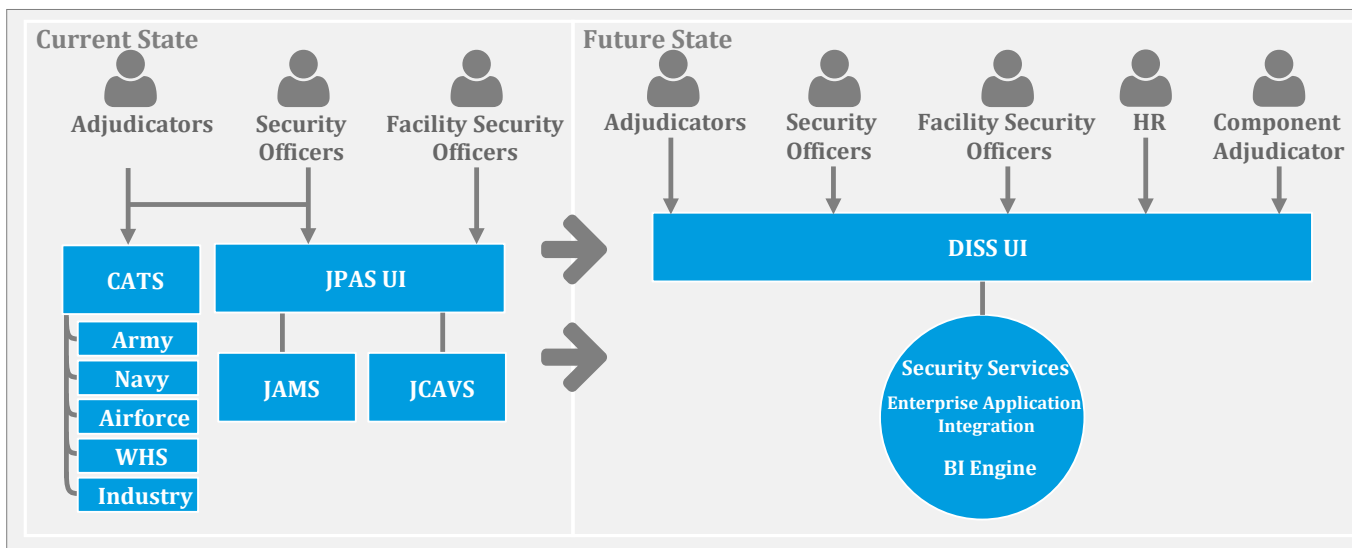 Current State
Adjudicators
Security
Officers
Facility Security
Officers
CATS
JPAS UI
Army
Navy
Airforce
WHS
Industry
JAMS
JCAVS
Future State
Adjudicators
Security
Officers
Facility Security
Officers
HR
Component
Adjudicator
DISS UI
Security Services
Enterprise Application
Integration
BI Engine